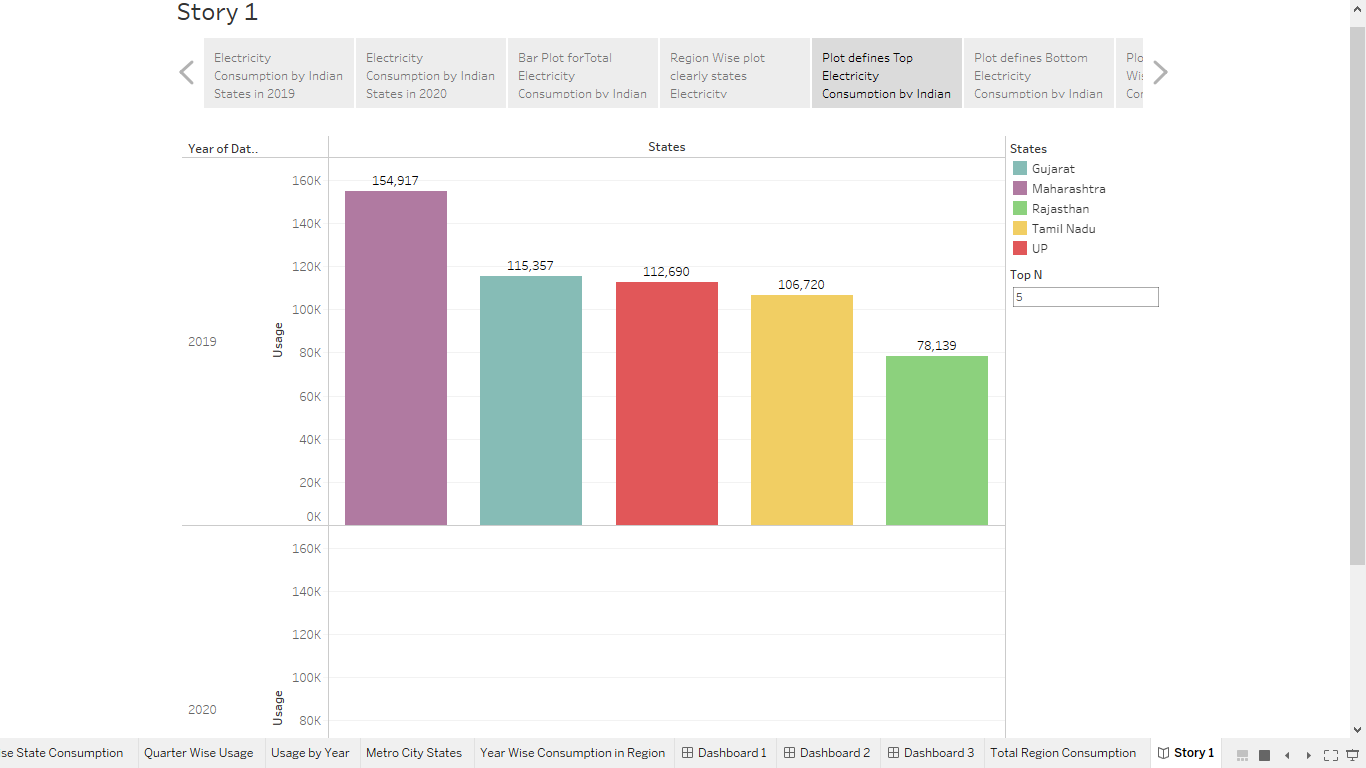 Story 1
Electricity
Consumption by Indian
States in 2019
Electricity
Consumption by Indian
States in 2020
Bar Plot forTotal
Electricity
Consumption by Indian
Region Wise plot
clearly states
Electricity
Plot defines Top
Electricity
Consumption by Indian
Plot defines Bottom
Electricity
Consumption by Indian
Plo
Wis
Cor
Year of Dat..
States
2019
Usage
160K
140K
120K
100K
80K
60K
40K
20K
0K
154,917
115,357
112,690
106,720
78,139
2020
Usage
160K
140K
120K
100K
80K
States
Gujarat
Maharashtra
Rajasthan
Tamil Nadu
UP
Top N
5
se State Consumption
Quarter Wise Usage
Usage by Year
Metro City States
Year Wise Consumption in Region
Dashboard 1
Dashboard 2
Dashboard 3
Total Region Consumption
Story 1